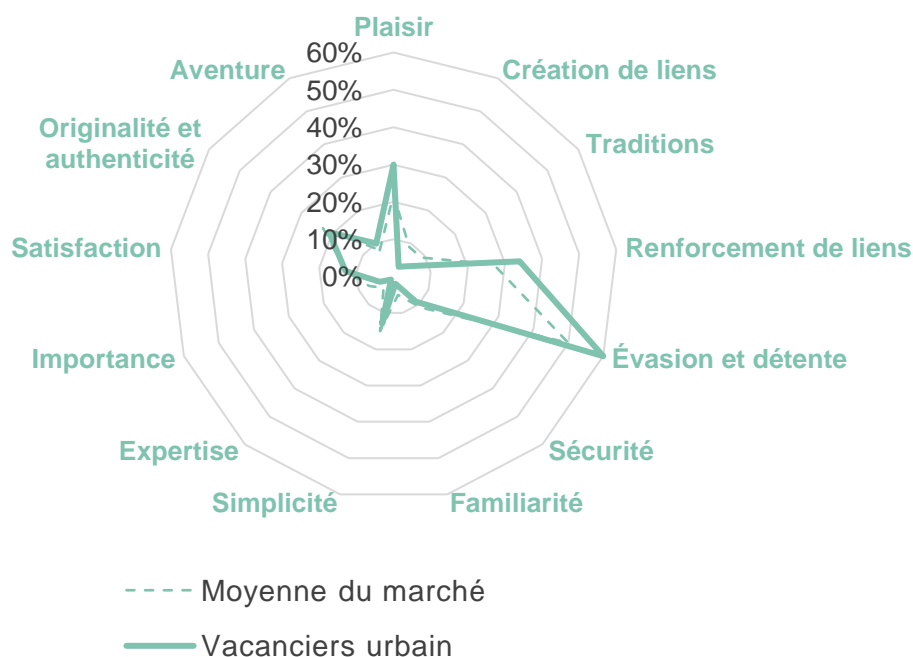 Plaisir
60%
50%
40%
30%
20%
10%
0%
Création de liens
Traditions
Renforcement de liens
Évasion et détente
Sécurité
Familiarité
Simplicité
Expertise
Importance
Satisfaction
Originalité et
authenticité
Aventure
Moyenne du marché
Vacanciers urbain